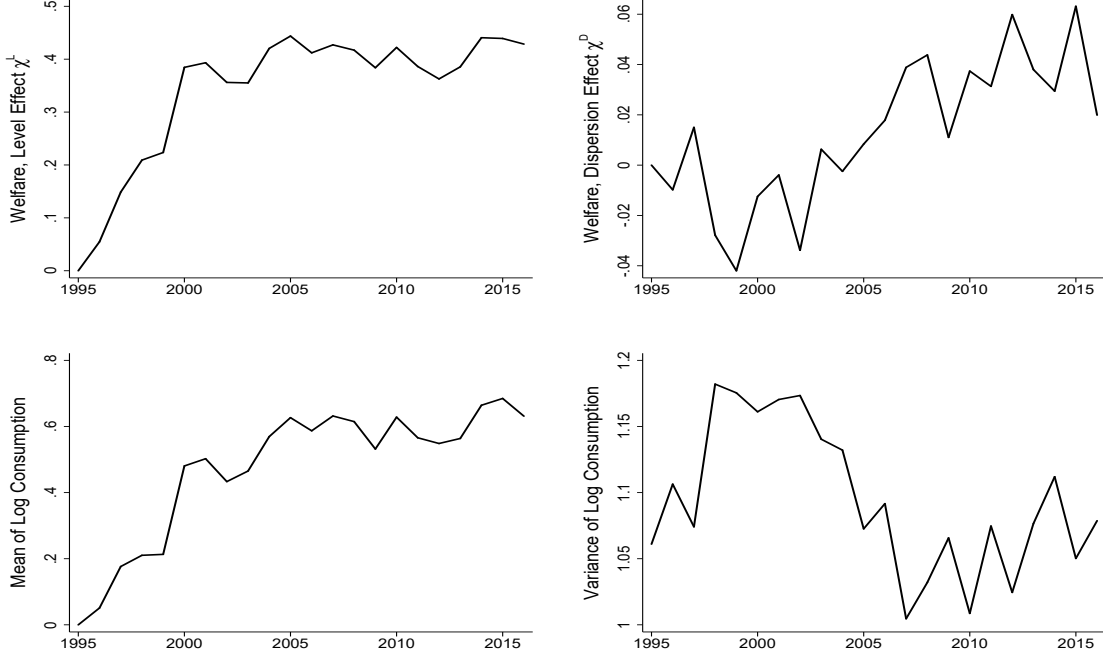 Welfare, Level Effect χL
.5
.4
.3
.2
.1
0
1995 2000 2005 2010 2015
Welfare, Dispersion Effect χD
.06
.04
.02
0
-.02
-.04
1995 2000 2005 2010 2015
Mean of Log Consumption
.8
.6
.4
.2
0
1995 2000 2005 2010 2015
Variance of Log Consumption
1.2
1.15
1.1
1.05
1
1995 2000 2005 2010 2015